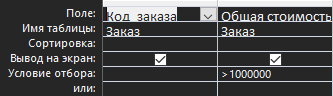 Поле: Код_заказа Общая стоимость
Имя таблицы: Заказ Заказ
Сортировка:
Вывод на экран:
Условие отбора: >1000000
или: